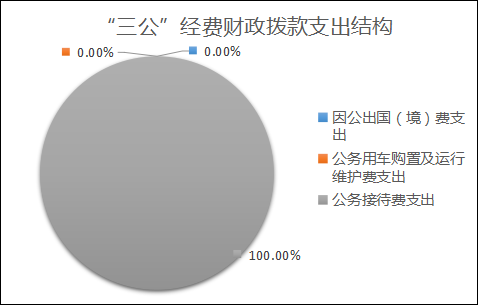 “三公”经费财政拨款支出结构
0.00%
0.00%
100.00%
因公出国（境）费支
出
公务用车购置及运行
维护费支出
公务接待费支出